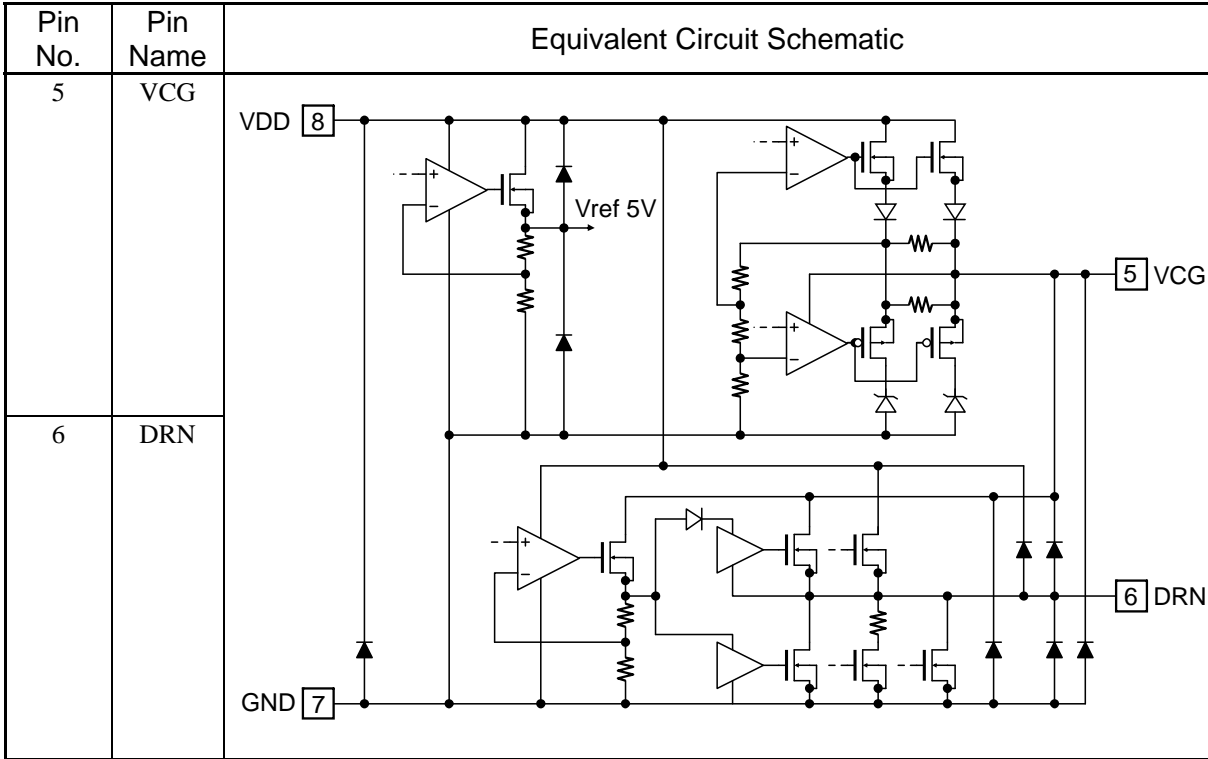 Pin No.
Pin Name
Equivalent Circuit Schematic
5
VCG
VDD 8
+
−
Vref 5V
+
−
5 VCG
+
−
6
DRN
+
−
6 DRN
GND 7